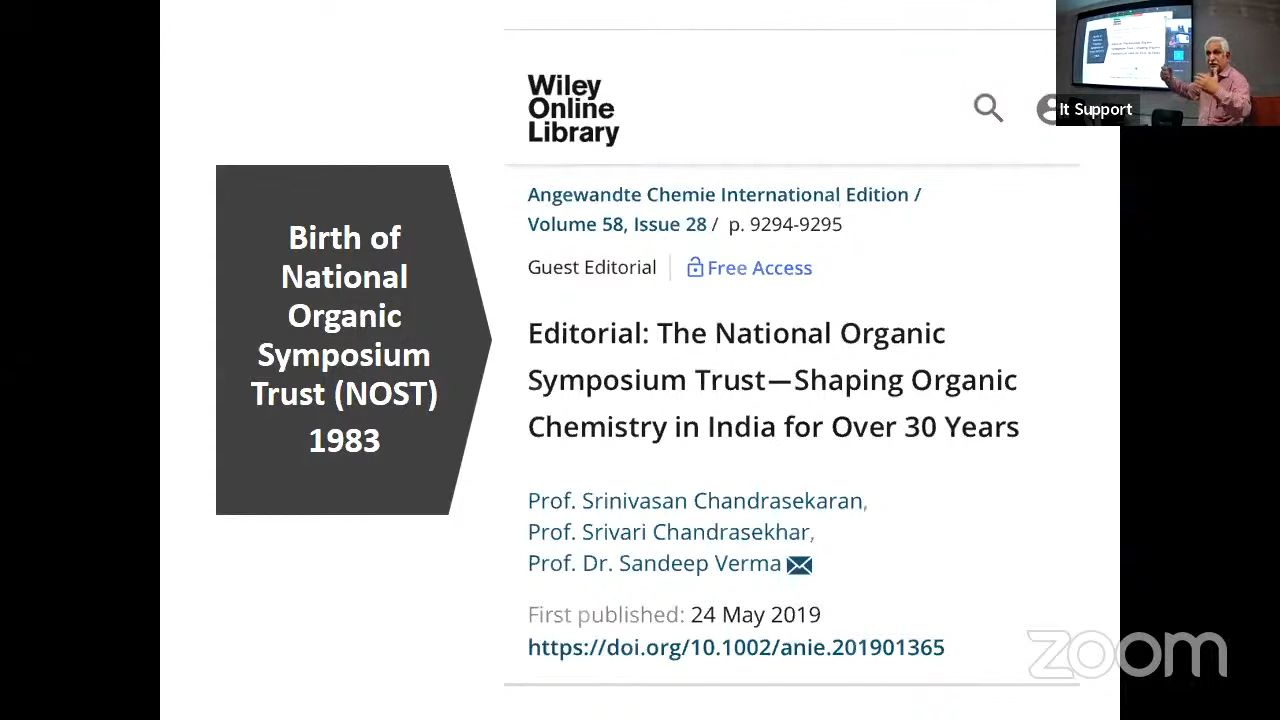 Wiley
Online
Library
It Support
Angewandte Chemie International Edition /
Volume 58, Issue 28 / p. 9294-9295
Guest Editorial
Free Access
Birth of
National
Organic
Symposium
Trust (NOST)
1983
Editorial: The National Organic
Symposium Trust—Shaping Organic
Chemistry in India for Over 30 Years
Prof. Srinivasan Chandrasekaran,
Prof. Srivari Chandrasekhar,
Prof. Dr. Sandeep Verma
First published: 24 May 2019
https://doi.org/10.1002/anie.201901365
zoom